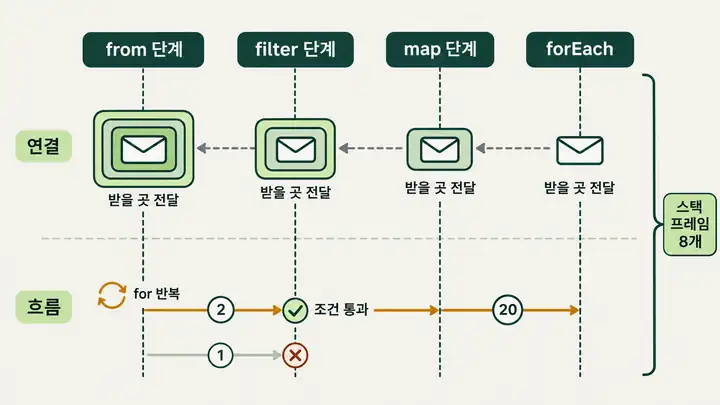 from 단계
filter 단계
map 단계
forEach
연결
받을 곳 전달
받을 곳 전달
받을 곳 전달
받을 곳 전달
스택
프레임
8개
흐름
for 반복
2
조건 통과
20
1